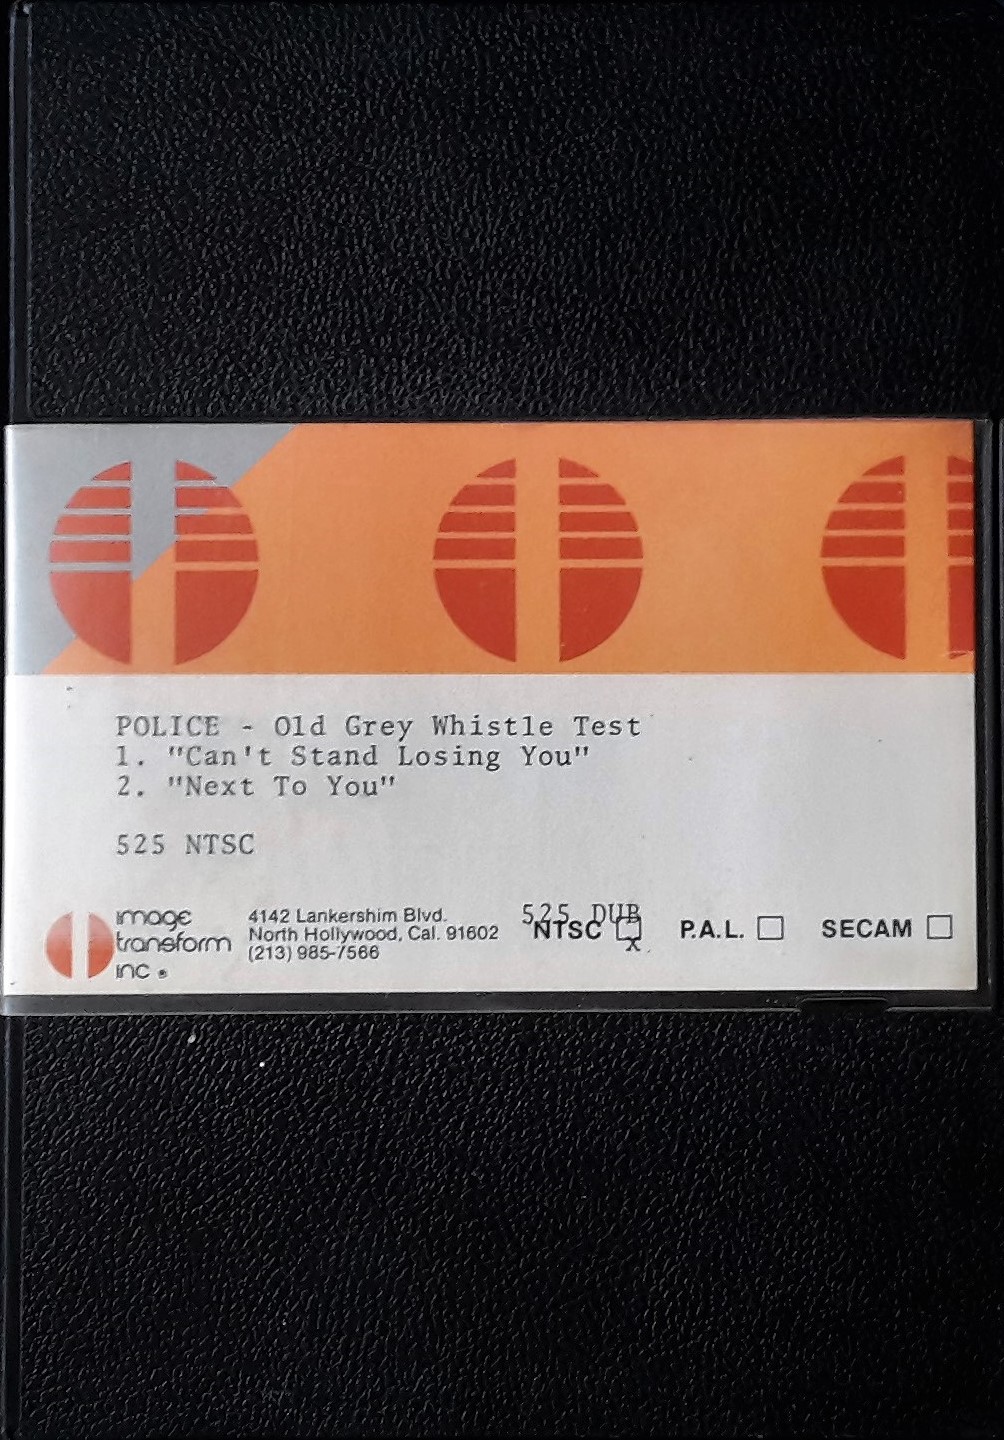 POLICE - Old Grey Whistle Test
1. "Can't Stand Losing You"
2. "Next To You"
525 NTSC
image
transform
inc ®
4142 Lankershim Blvd.
North Hollywood, Cal. 91602
(213) 985-7566
525 DUB
NTSC X
P.A.L.
SECAM